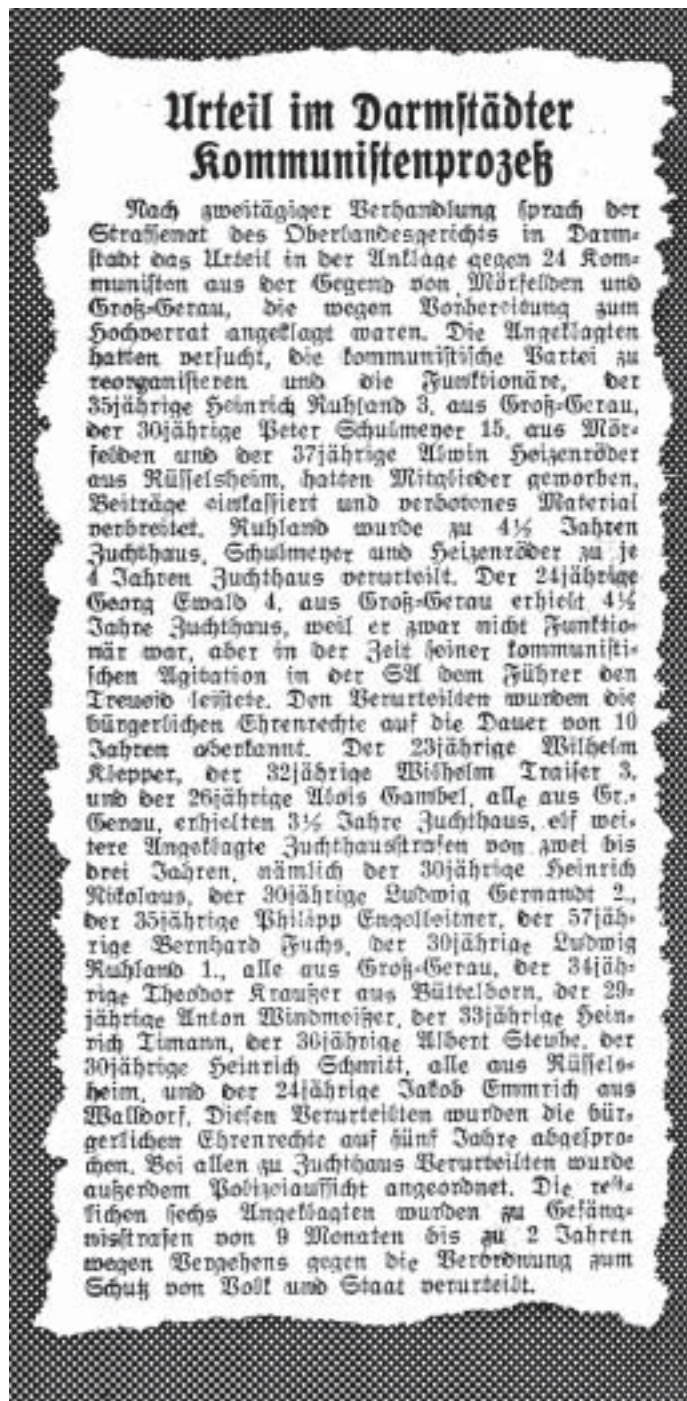 Urteil im Darmstädter
Kommunistenprozeß
Nach zweitägiger Verhandlung sprach der
Strafsenat des Oberlandesgerichts in Darm-
stadt das Urteil in der Anklage gegen 24 Kom-
munisten aus der Gegend von Mörfelden und
Groß-Gerau, die wegen Vorbereitung zum
Hochverrat angeklagt waren. Die Angeklagten
hatten versucht, die kommunistische Partei zu
reorganisieren und die Funktionäre, der
35jährige Heinrich Ruhland 3. aus Groß-Gerau,
der 30jährige Peter Schulmeyer 15. aus Mör-
felden und der 37jährige Alwin Heizenröder
aus Rüsselsheim, hatten Mitglieder geworben,
Beiträge einkassiert und verbotenes Material
verbreitet. Ruhland wurde zu 4½ Jahren
Zuchthaus, Schulmeyer und Heizenröder zu je
4 Jahren Zuchthaus verurteilt. Der 24jährige
Georg Ewald 4. aus Groß-Gerau erhielt 4½
Jahre Zuchthaus, weil er zwar nicht Funktio-
när war, aber in der Zeit seiner kommunisti-
schen Agitation in der SA dem Führer den
Treueid leistete. Den Verurteilten wurden die
bürgerlichen Ehrenrechte auf die Dauer von 10
Jahren aberkannt. Der 23jährige Wilhelm
Klepper, der 32jährige Wilhelm Traiser 3.
und der 26jährige Alois Gambel, alle aus Gr.-
Gerau, erhielten 3½ Jahre Zuchthaus, elf wei-
tere Angeklagte Zuchthausstrafen von zwei bis
drei Jahren, nämlich der 30jährige Heinrich
Nikolaus, der 30jährige Ludwig Gernandt 2.,
der 35jährige Philipp Engelleitner, der 57jäh-
rige Bernhard Fuchs, der 30jährige Ludwig
Ruhland 1., alle aus Groß-Gerau, der 34jäh-
rige Theodor Kraußer aus Büttelborn, der 29-
jährige Anton Windmeißer, der 33jährige Hein-
rich Timann, der 36jährige Albert Stewbe, der
30jährige Heinrich Schmitt, alle aus Rüssels-
heim, und der 24jährige Jakob Emmrich aus
Walldorf. Diesen Verurteilten wurden die bür-
gerlichen Ehrenrechte auf fünf Jahre abgespro-
chen. Bei allen zu Zuchthaus Verurteilten wurde
außerdem Polizeiaufsicht angeordnet. Die rest-
lichen sechs Angeklagten wurden zu Gefäng-
nisstrafen von 9 Monaten bis zu 2 Jahren
wegen Vergehens gegen die Verordnung zum
Schutz von Volk und Staat verurteilt.